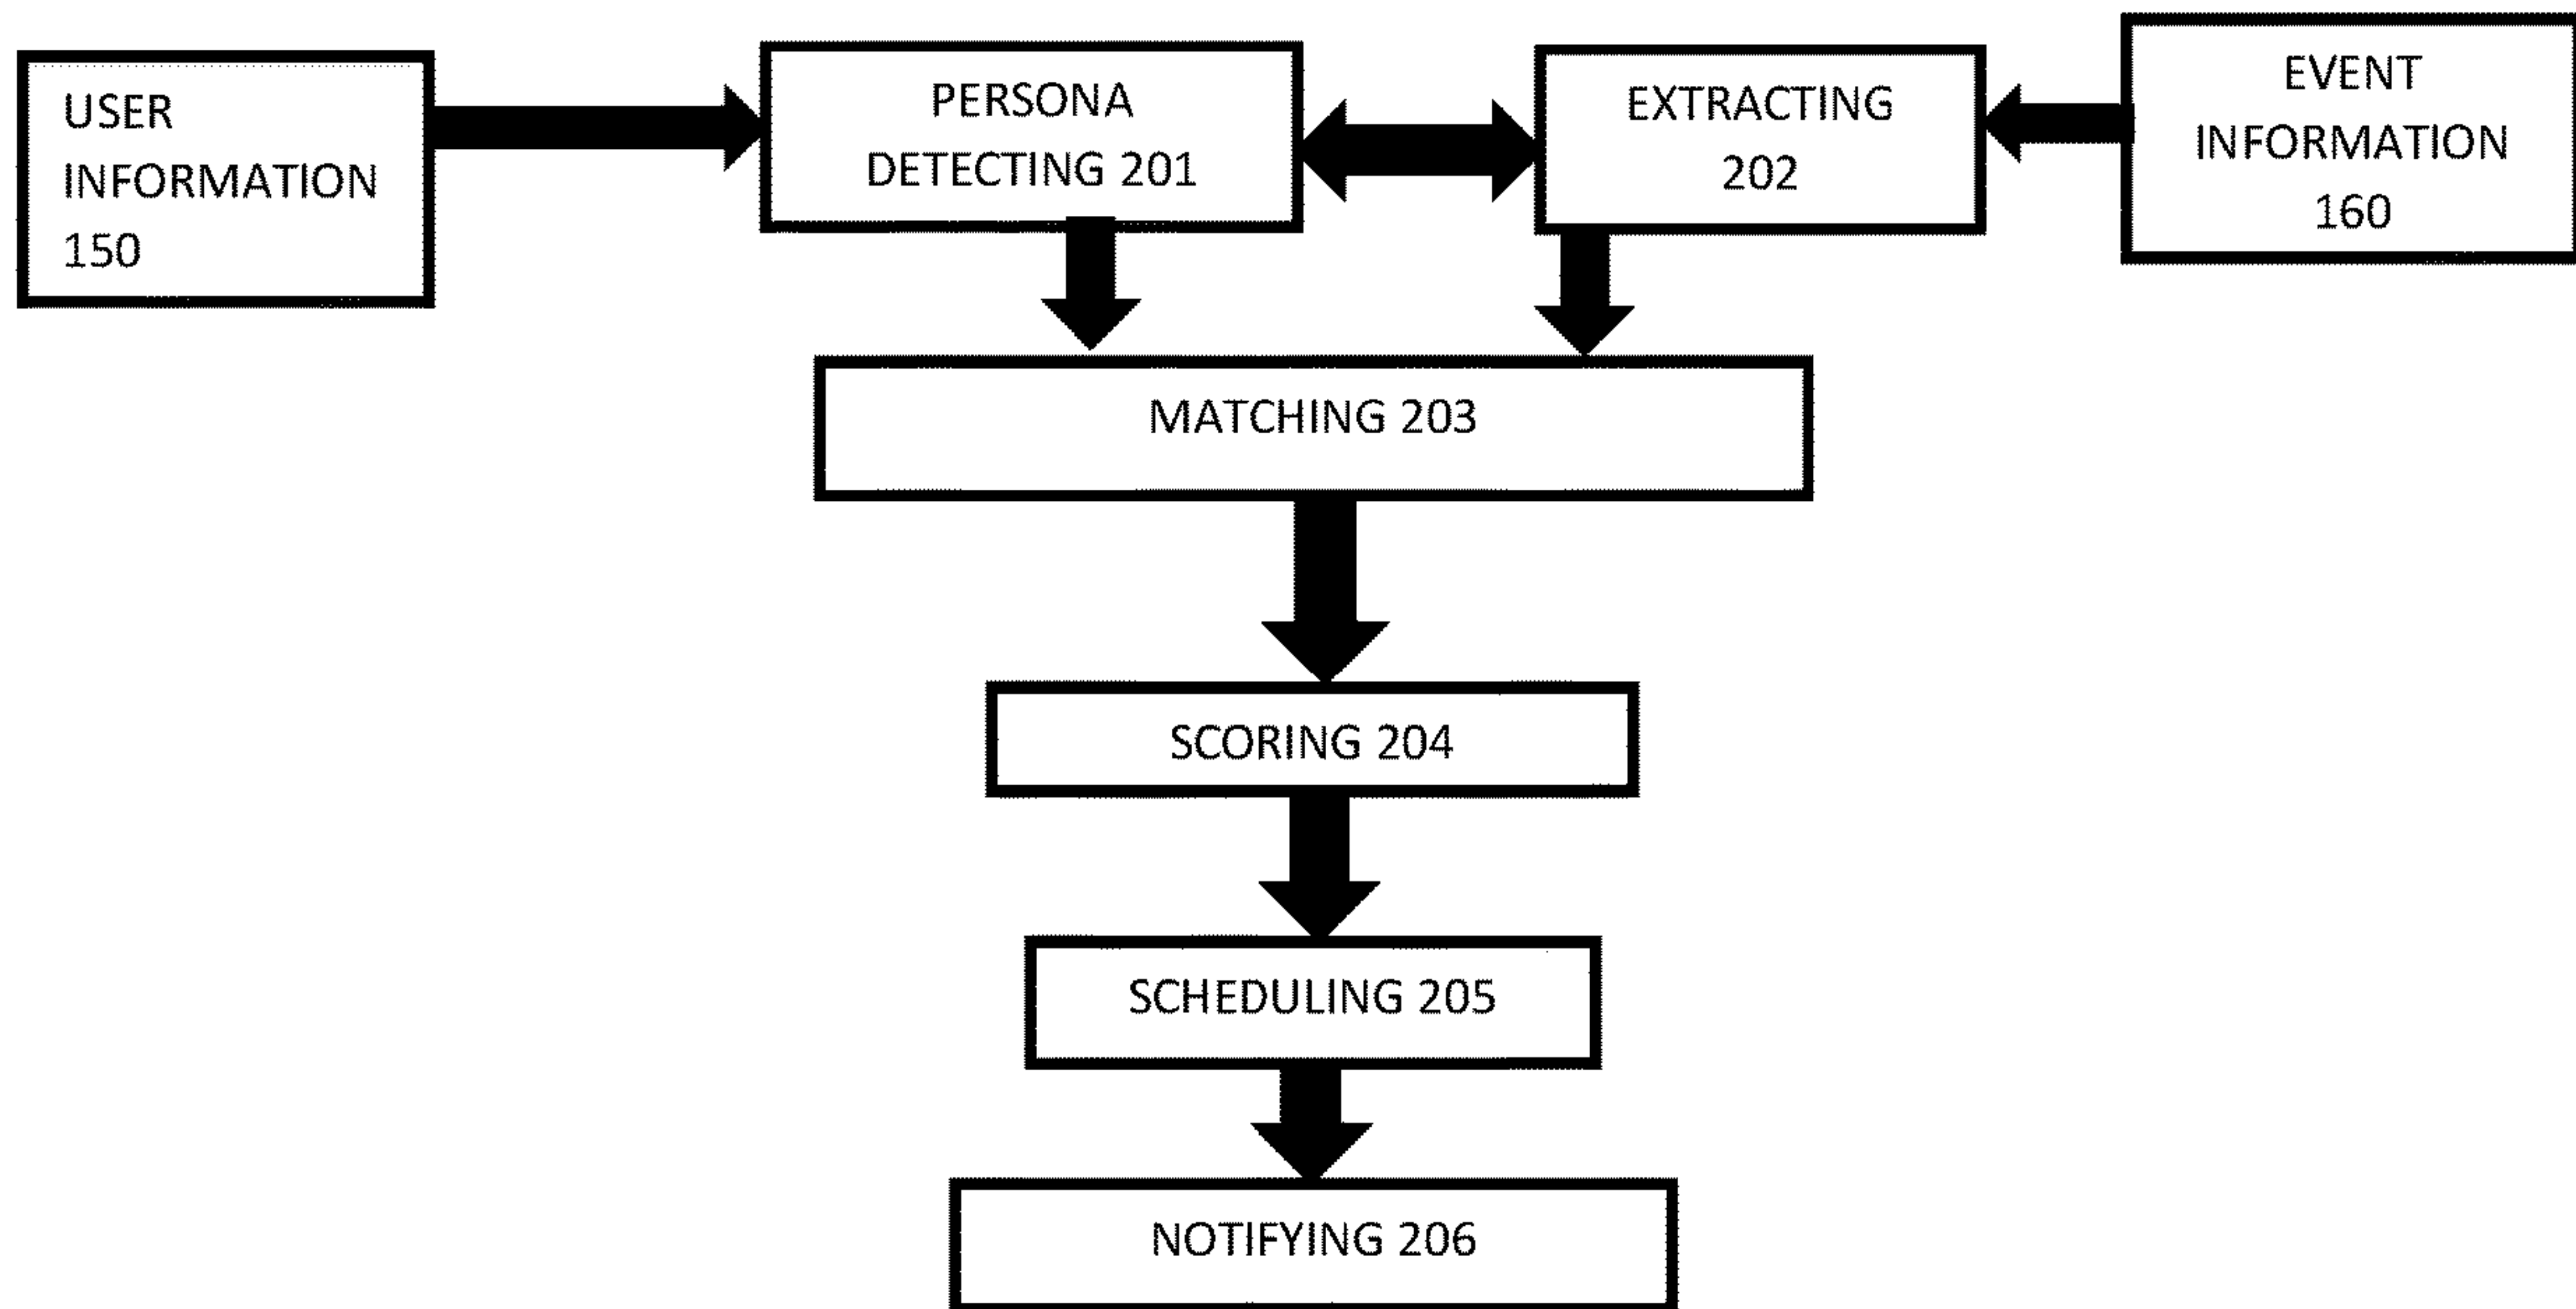 USER
INFORMATION
150
PERSONA
DETECTING 201
EXTRACTING
202
EVENT
INFORMATION
160
MATCHING 203
SCORING 204
SCHEDULING 205
NOTIFYING 206